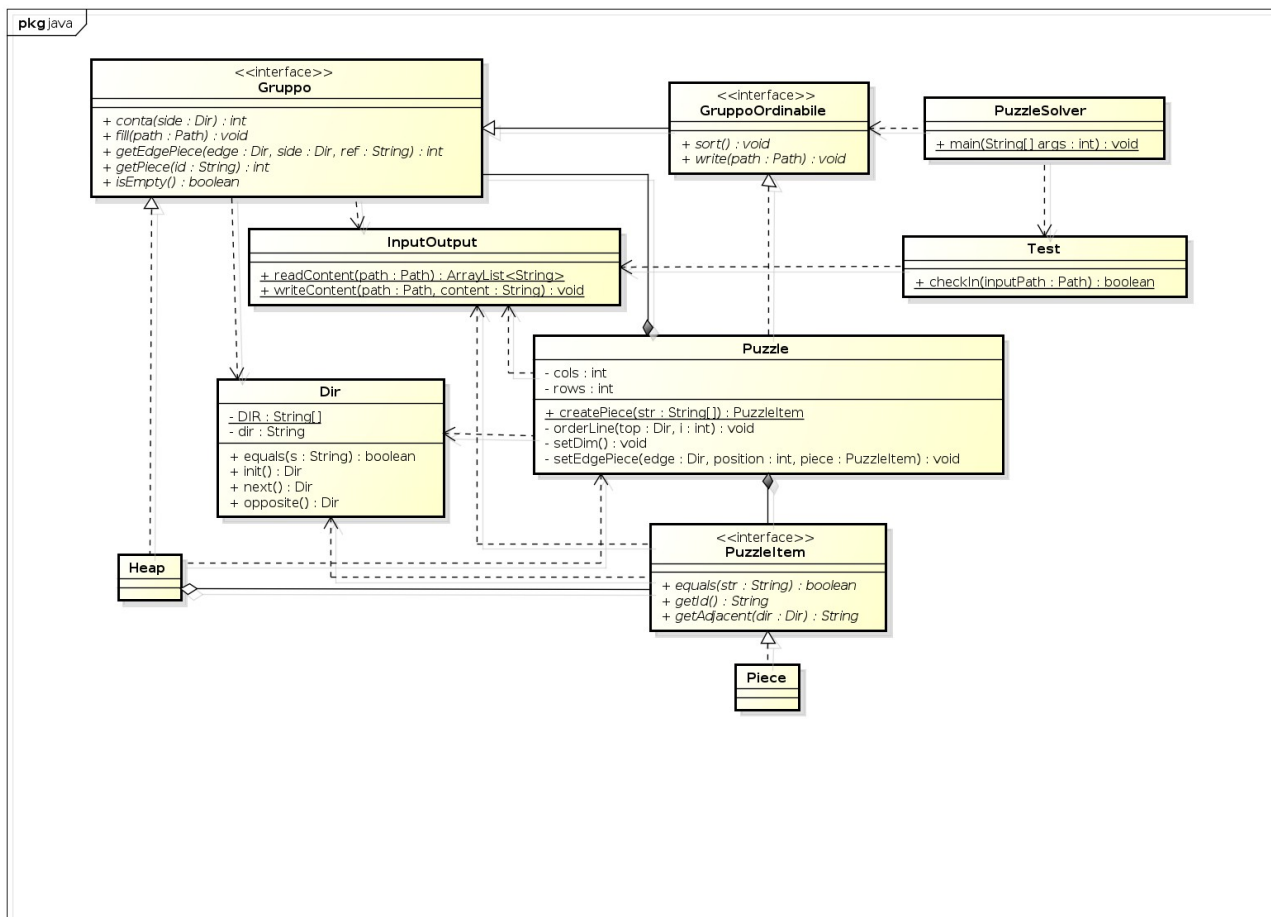 pkg java
<<interface>>
Gruppo
+ conta(side : Dir) : int
+ fill(path : Path) : void
+ getEdgePiece(edge : Dir, side : Dir, ref : String) : int
+ getPiece(id : String) : int
+ isEmpty() : boolean
<<interface>>
GruppoOrdinabile
+ sort() : void
+ write(path : Path) : void
PuzzleSolver
+ main(String[] args : int) : void
InputOutput
+ readContent(path : Path) : ArrayList<String>
+ writeContent(path : Path, content : String) : void
Test
+ checkIn(inputPath : Path) : boolean
Puzzle
- cols : int
- rows : int
+ createPiece(str : String[]) : PuzzleItem
- orderLine(top : Dir, i : int) : void
- setDim() : void
- setEdgePiece(edge : Dir, position : int, piece : PuzzleItem) : void
Dir
- DIR : String[]
- dir : String
+ equals(s : String) : boolean
+ init() : Dir
+ next() : Dir
+ opposite() : Dir
<<interface>>
PuzzleItem
+ equals(str : String) : boolean
+ getId() : String
+ getAdjacent(dir : Dir) : String
Heap
Piece